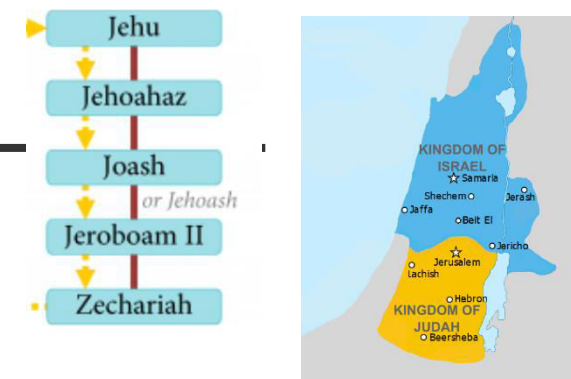 Jehu
Jehoahaz
Joash
or Jehoash
Jeroboam II
Zechariah
KINGDOM OF
ISRAEL
Samaria
Shechem
Jerash
Jaffa
Beit El
Jericho
Jerusalem
Lachish
Hebron
KINGDOM OF
JUDAH
Beersheba